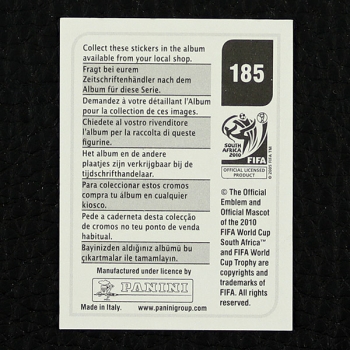 Collect these stickers in the album
available from your local shop.
Fragt bei eurem
Zeitschriftenhändler nach dem
Album für diese Serie.
Demandez à votre détaillant l'Album
pour la collection de ces images.
Chiedete al vostro rivenditore
l'album per la raccolta di queste
figurine.
Het album en de andere
plaatjes zijn verkrijgbaar bij de
tijdschriftenhandel.
Para coleccionar estos cromos
compra tu álbum en cualquier
kiosco.
Pede a caderneta desta colecção
de cromos no teu ponto de venda
habitual.
Bayinizden aldığınız albümü bu
çıkartmalar ile tamamlayın.
Manufactured under licence by
PANINI
Made in Italy. www.paninigroup.com
185
SOUTH AFRICA
2010
FIFA
© 2005 FIFA TM
OFFICIAL LICENSED
PRODUCT
© The Official
Emblem and
Official Mascot
of the 2010
FIFA World Cup
South Africa™
and FIFA World
Cup Trophy are
copyrights and
trademarks of
FIFA. All rights
reserved.